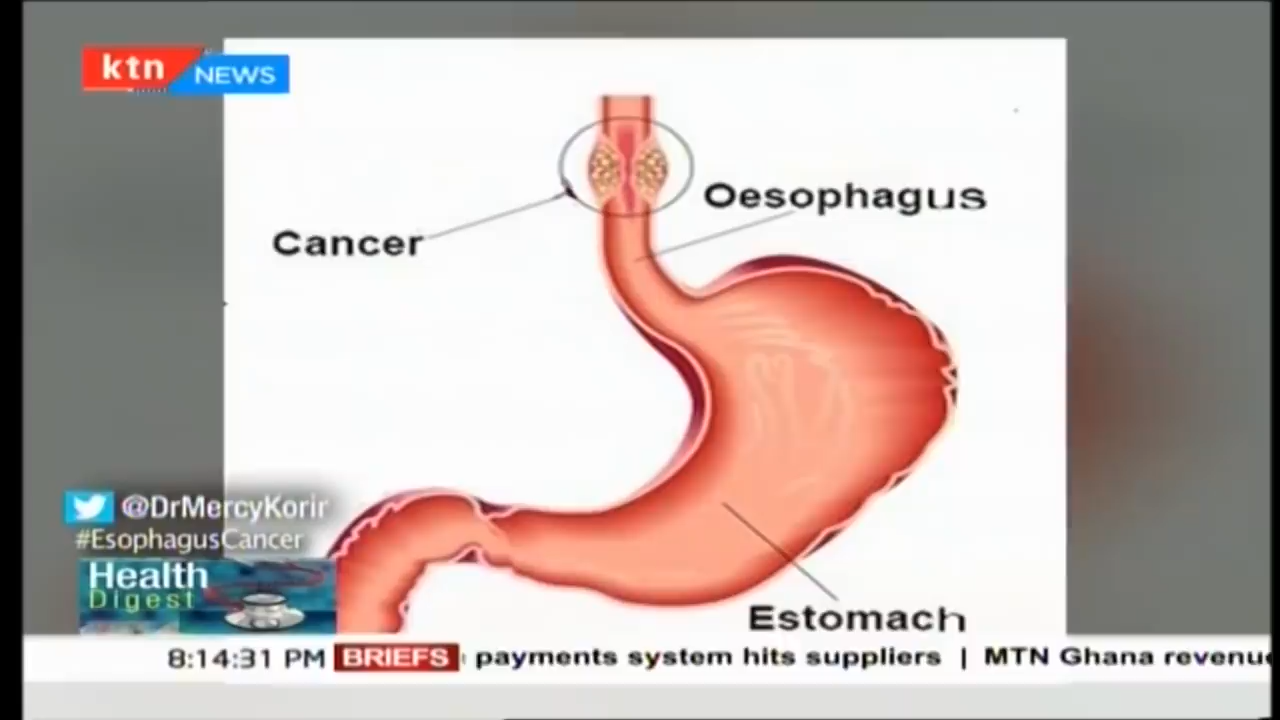 ktn NEWS
Oesophagus
Cancer
@DrMercyKorir
#EsophagusCancer
Health
Digest
Estomach
8:14:31 PM BRIEFS payments system hits suppliers | MTN Ghana revenue